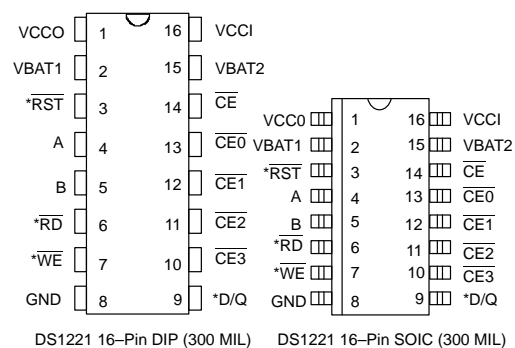 VCCO 1 16 VCCI
VBAT1 2 15 VBAT2
*RST 3 14 CE
A 4 13 CE0
B 5 12 CE1
*RD 6 11 CE2
*WE 7 10 CE3
GND 8 9 *D/Q
DS1221 16–Pin DIP (300 MIL)
VCC0 1 16 VCCI
VBAT1 2 15 VBAT2
*RST 3 14 CE
A 4 13 CE0
B 5 12 CE1
*RD 6 11 CE2
*WE 7 10 CE3
GND 8 9 *D/Q
DS1221 16–Pin SOIC (300 MIL)